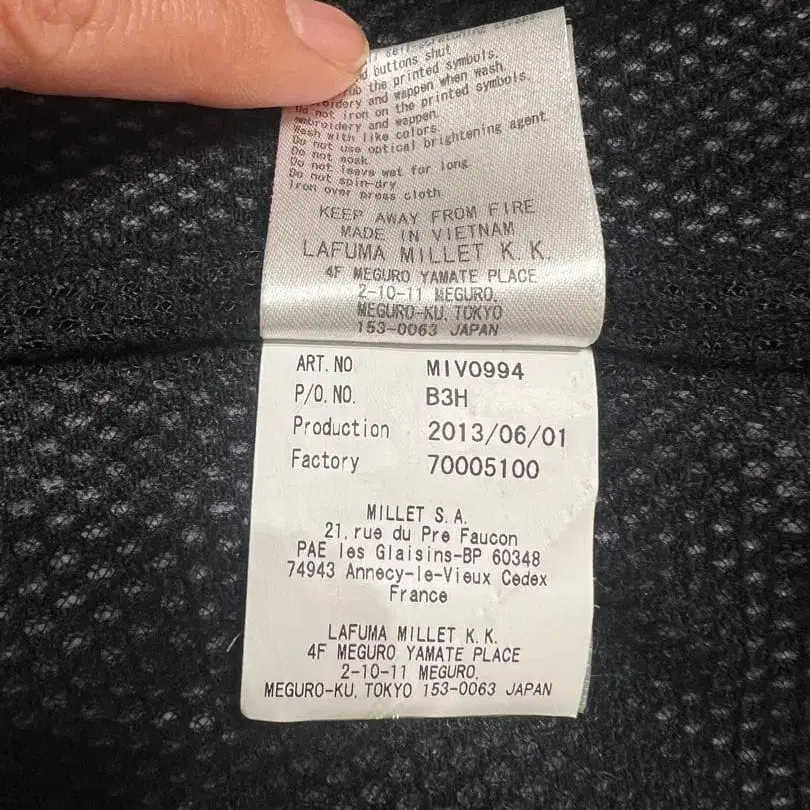 buttons shut
the printed symbols.
and wappen when wash
Do not iron on the printed symbols.
embroidery and wappen
Wash with like colors
Do not use optical brightening agent
Do not soak
Do not leave wet for long
Do not spin-dry
Iron over press cloth
KEEP AWAY FROM FIRE
MADE IN VIETNAM
LAFUMA MILLET K.K.
4F MEGURO YAMATE PLACE
2-10-11 MEGURO,
MEGURO-KU, TOKYO
153-0063 JAPAN
ART. NO MIV0994
P/O. NO. B3H
Production 2013/06/01
Factory 70005100
MILLET S.A.
21, rue du Pre Faucon
PAE les Glaisins-BP 60348
74943 Annecy-le-Vieux Cedex
France
LAFUMA MILLET K.K.
4F MEGURO YAMATE PLACE
2-10-11 MEGURO,
MEGURO-KU, TOKYO 153-0063 JAPAN